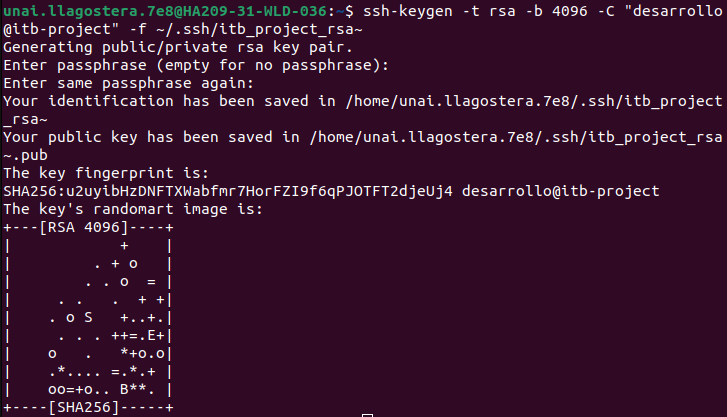 unai.llagostera.7e8@HA209-31-WLD-036:~$ ssh-keygen -t rsa -b 4096 -C "desarrollo
@itb-project" -f ~/.ssh/itb_project_rsa~
Generating public/private rsa key pair.
Enter passphrase (empty for no passphrase):
Enter same passphrase again:
Your identification has been saved in /home/unai.llagostera.7e8/.ssh/itb_project
_rsa~
Your public key has been saved in /home/unai.llagostera.7e8/.ssh/itb_project_rsa
~.pub
The key fingerprint is:
SHA256:u2uyibHzDNFTXWabfmr7HorFZI9f6qPJOTFT2djeUj4 desarrollo@itb-project
The key's randomart image is:
+---[RSA 4096]----+
|             +    |
|          . + o   |
|         . . o  = |
|      . .   .  + +|
|     . o S   +..+.|
|      . . . ++=.E+|
|     o   .   *+o.o|
|     .*.... =.*.+ |
|     oo=+o.. B**. |
+----[SHA256]-----+